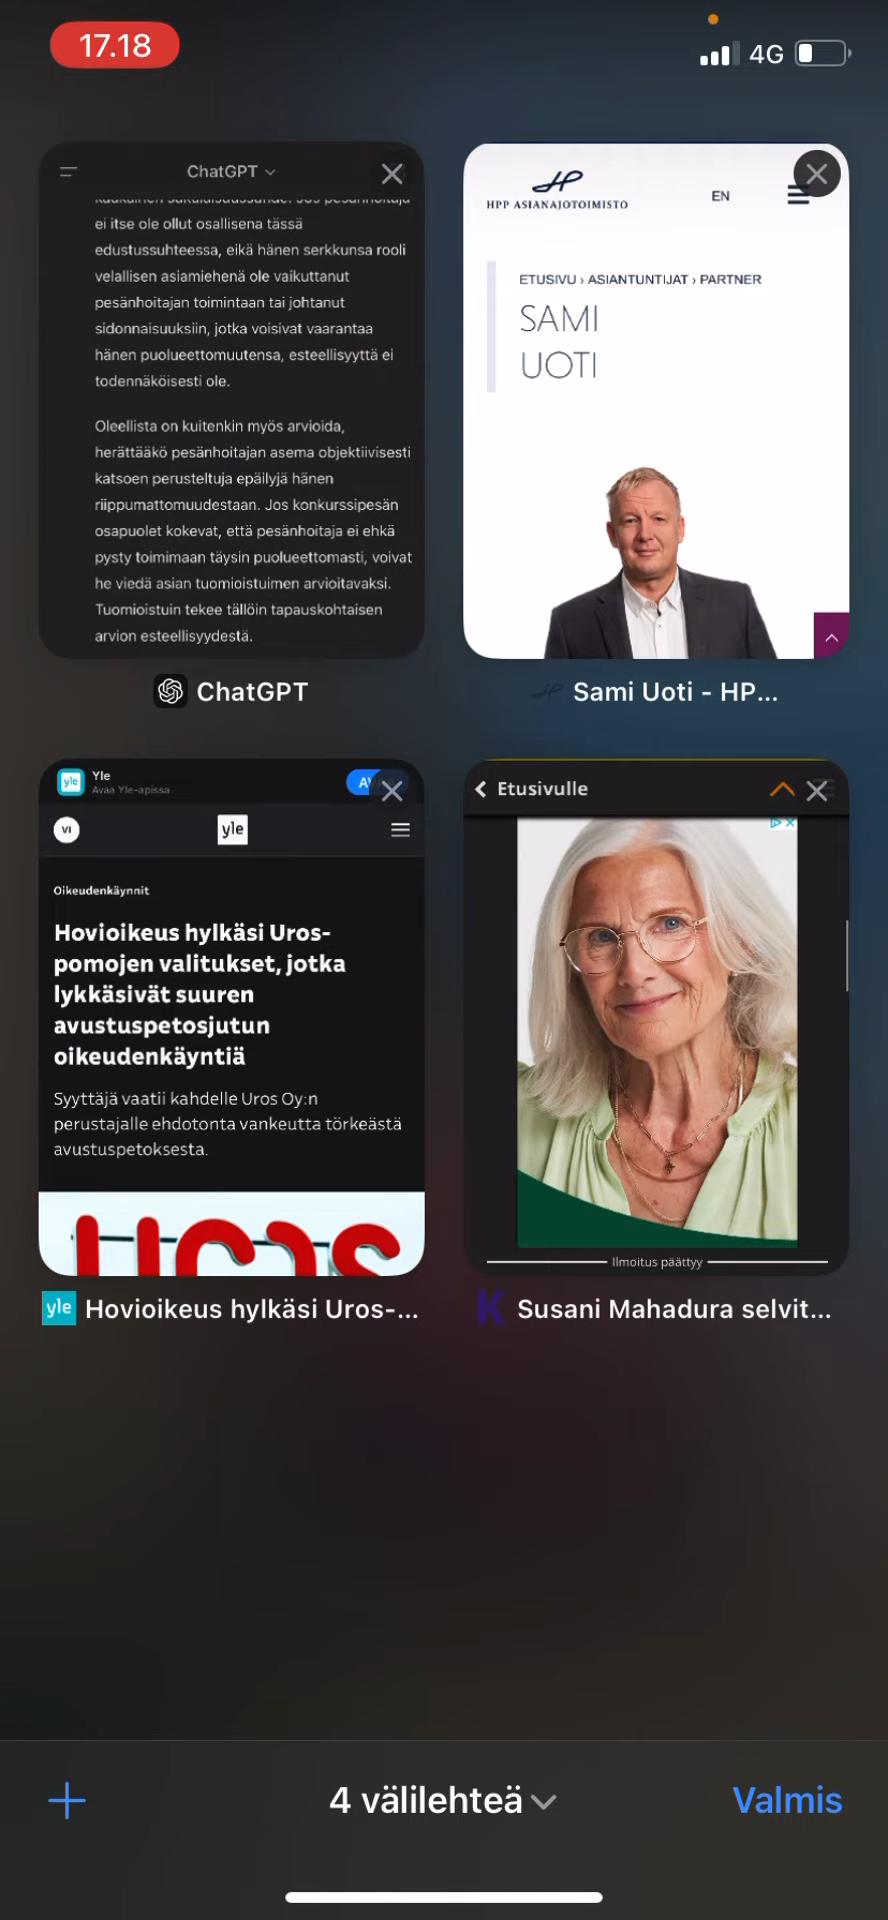 17.18
4G
ChatGPT
ei itse ole ollut osallisena tässä
edustussuhteessa, eikä hänen serkkunsa rooli
velallisen asiamiehenä ole vaikuttanut
pesänhoitajan toimintaan tai johtanut
sidonnaisuuksiin, jotka voisivat vaarantaa
hänen puolueettomuutensa, esteellisyyttä ei
todennäköisesti ole.
Oleellista on kuitenkin myös arvioida,
herättääkö pesänhoitajan asema objektiivisesti
katsoen perusteltuja epäilyjä hänen
riippumattomuudestaan. Jos konkurssipesän
osapuolet kokevat, että pesänhoitaja ei ehkä
pysty toimimaan täysin puolueettomasti, voivat
he viedä asian tuomioistuimen arvioitavaksi.
Tuomioistuin tekee tällöin tapauskohtaisen
arvion esteellisyydestä.
ChatGPT
HPP ASIANAJOTOIMISTO
EN
ETUSIVU › ASIANTUNTIJAT › PARTNER
SAMI
UOTI
Sami Uoti - HP...
yle
Yle
Avaa Yle-apissa
VI
yle
Oikeudenkäynnit
Hovioikeus hylkäsi Uros-
pomojen valitukset, jotka
lykkäsivät suuren
avustuspetosjutun
oikeudenkäyntiä
Syyttäjä vaatii kahdelle Uros Oy:n
perustajalle ehdotonta vankeutta törkeästä
avustuspetoksesta.
uros
yle Hovioikeus hylkäsi Uros-...
Etusivulle
Ilmoitus päättyy
K Susani Mahadura selvit...
4 välilehteä
Valmis